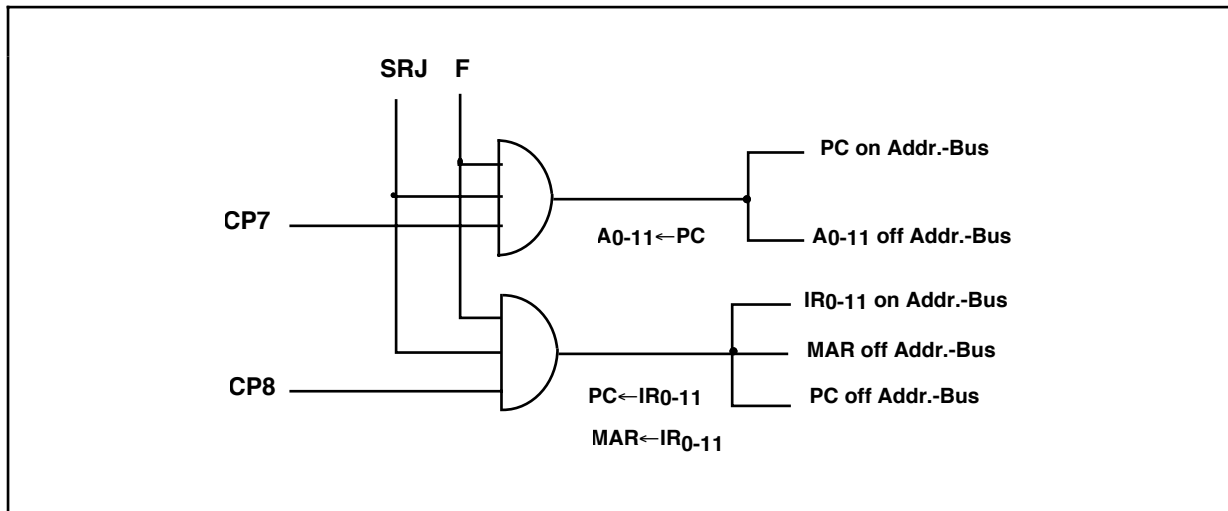 SRJ F
PC on Addr.-Bus
CP7
A0-11←PC
A0-11 off Addr.-Bus
IR0-11 on Addr.-Bus
MAR off Addr.-Bus
CP8
PC←IR0-11
PC off Addr.-Bus
MAR←IR0-11